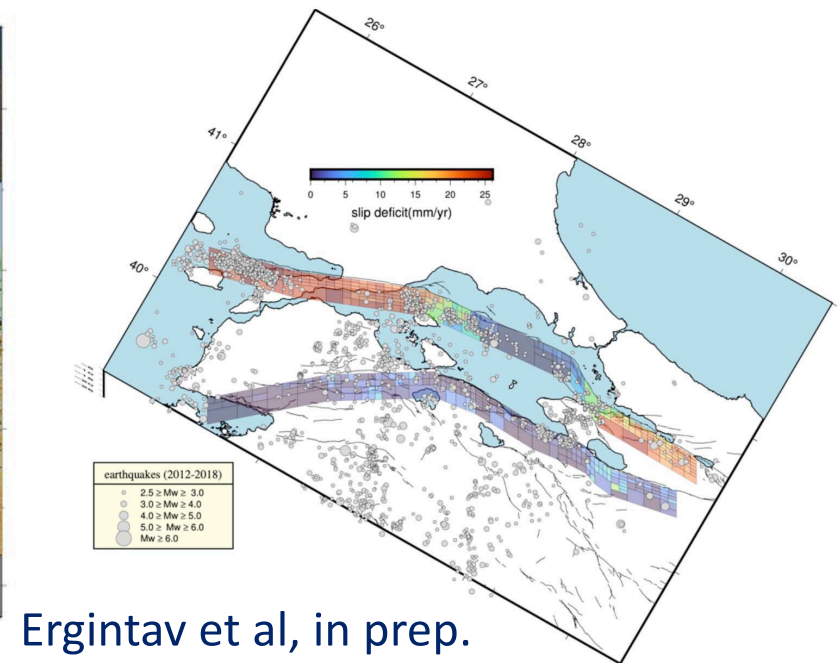 26°
27°
28°
29°
30°
41°
40°
0 5 10 15 20 25
slip deficit(mm/yr)
earthquakes (2012-2018)
2.5 ≥ Mw ≥ 3.0
3.0 ≥ Mw ≥ 4.0
4.0 ≥ Mw ≥ 5.0
5.0 ≥ Mw ≥ 6.0
Mw ≥ 6.0
Ergintav et al, in prep.